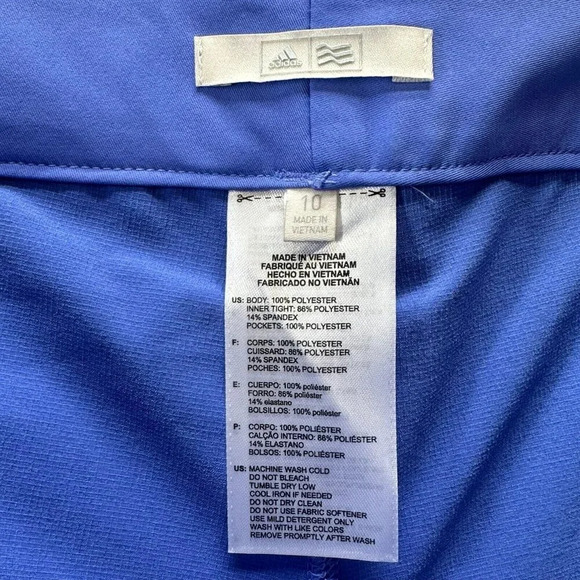 adidas
10
MADE IN
VIETNAM
MADE IN VIETNAM
FABRIQUÉ AU VIETNAM
HECHO EN VIETNAM
FABRICADO NO VIETNÃN
US: BODY: 100% POLYESTER
INNER TIGHT: 86% POLYESTER
14% SPANDEX
POCKETS: 100% POLYESTER
F: CORPS: 100% POLYESTER
CUISSARD: 86% POLYESTER
14% SPANDEX
POCHES: 100% POLYESTER
E: CUERPO: 100% poliéster
FORRO: 86% poliéster
14% elastano
BOLSILLOS: 100% poliéster
P: CORPO: 100% POLIÉSTER
CALÇÃO INTERNO: 86% POLIÉSTER
14% ELASTANO
BOLSOS: 100% POLIÉSTER
US: MACHINE WASH COLD
DO NOT BLEACH
TUMBLE DRY LOW
COOL IRON IF NEEDED
DO NOT DRY CLEAN
DO NOT USE FABRIC SOFTENER
USE MILD DETERGENT ONLY
WASH WITH LIKE COLORS
REMOVE PROMPTLY AFTER WASH